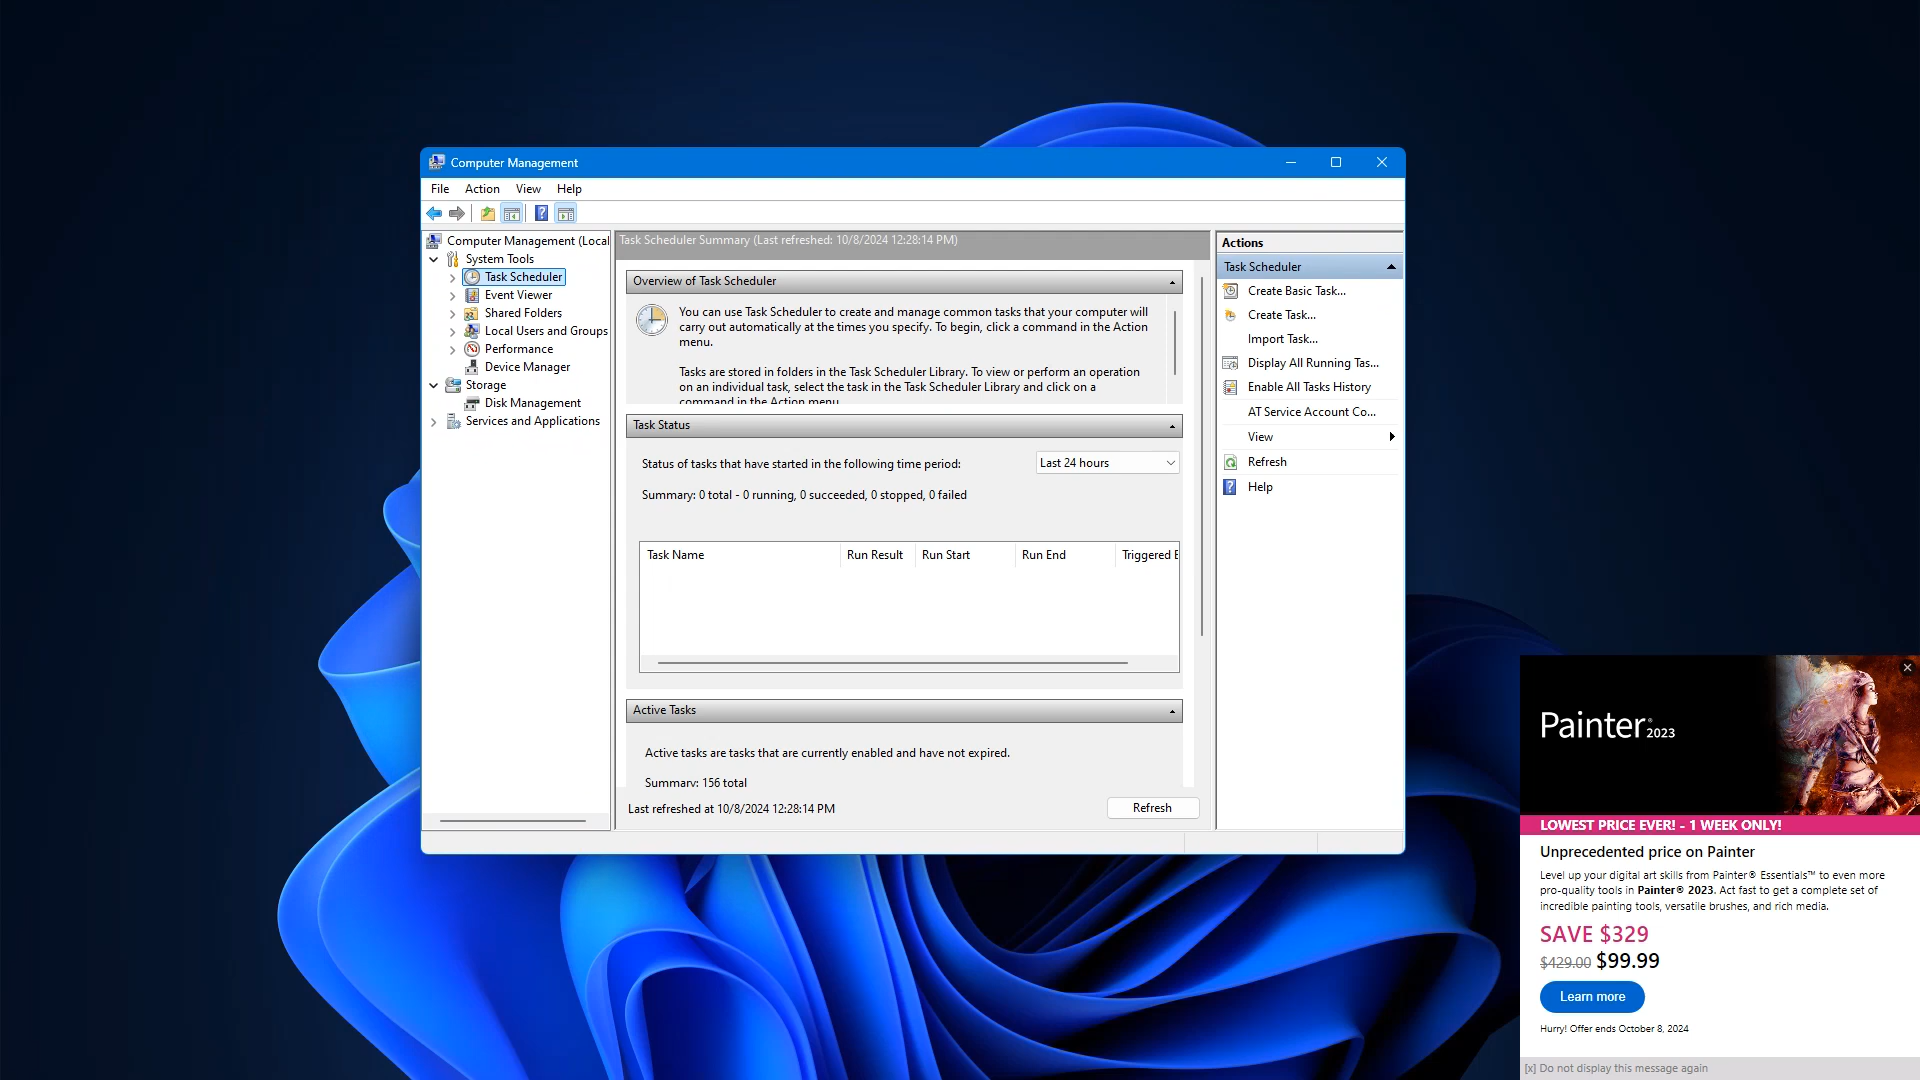 Computer Management
File Action View Help
Computer Management (Local
System Tools
Task Scheduler
Event Viewer
Shared Folders
Local Users and Groups
Performance
Device Manager
Storage
Disk Management
Services and Applications
Task Scheduler Summary (Last refreshed: 10/8/2024 12:28:14 PM)
Overview of Task Scheduler
You can use Task Scheduler to create and manage common tasks that your computer will
carry out automatically at the times you specify. To begin, click a command in the Action
menu.
Tasks are stored in folders in the Task Scheduler Library. To view or perform an operation
on an individual task, select the task in the Task Scheduler Library and click on a
command in the Action menu
Task Status
Status of tasks that have started in the following time period:
Last 24 hours
Summary: 0 total - 0 running, 0 succeeded, 0 stopped, 0 failed
Task Name Run Result Run Start Run End Triggered B
Active Tasks
Active tasks are tasks that are currently enabled and have not expired.
Summary: 156 total
Last refreshed at 10/8/2024 12:28:14 PM
Refresh
Actions
Task Scheduler
Create Basic Task...
Create Task...
Import Task...
Display All Running Tas...
Enable All Tasks History
AT Service Account Co...
View
Refresh
Help
Painter® 2023
LOWEST PRICE EVER! - 1 WEEK ONLY!
Unprecedented price on Painter
Level up your digital art skills from Painter® Essentials™ to even more
pro-quality tools in Painter® 2023. Act fast to get a complete set of
incredible painting tools, versatile brushes, and rich media.
SAVE $329
$429.00 $99.99
Learn more
Hurry! Offer ends October 8, 2024
[x] Do not display this message again